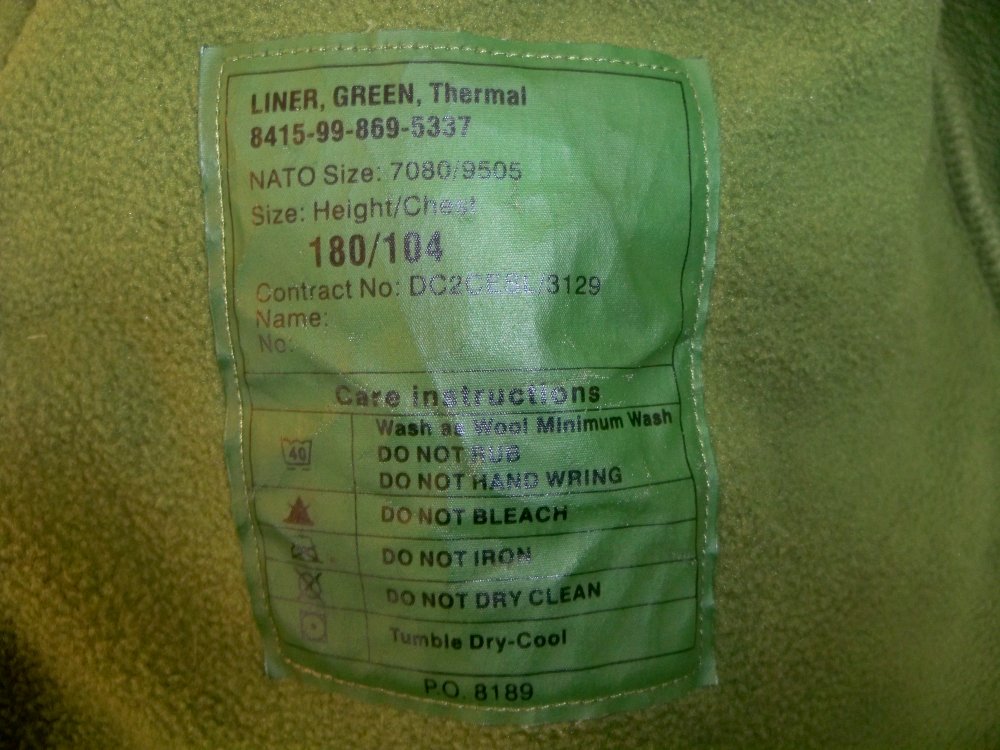 LINER, GREEN, Thermal
8415-99-869-5337
NATO Size: 7080/9505
Size: Height/Chest
180/104
Contract No: DC2CESL/3129
Name:
No:
Care instructions
40
Wash as Wool Minimum Wash
DO NOT RUB
DO NOT HAND WRING
DO NOT BLEACH
DO NOT IRON
DO NOT DRY CLEAN
Tumble Dry-Cool
P.O. 8189